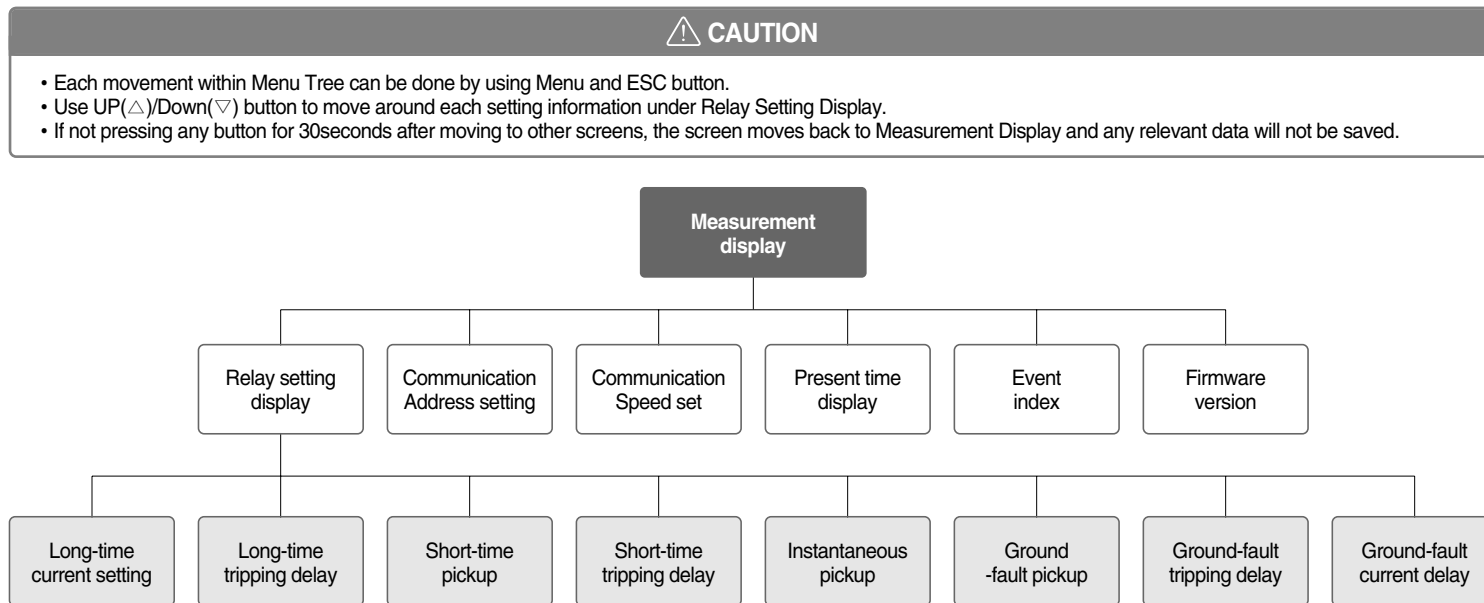 ⚠ CAUTION
• Each movement within Menu Tree can be done by using Menu and ESC button.
• Use UP(△)/Down(▽) button to move around each setting information under Relay Setting Display.
• If not pressing any button for 30seconds after moving to other screens, the screen moves back to Measurement Display and any relevant data will not be saved.
Measurement
display
Relay setting
display
Communication
Address setting
Communication
Speed set
Present time
display
Event
index
Firmware
version
Long-time
current setting
Long-time
tripping delay
Short-time
pickup
Short-time
tripping delay
Instantaneous
pickup
Ground
-fault pickup
Ground-fault
tripping delay
Ground-fault
current delay